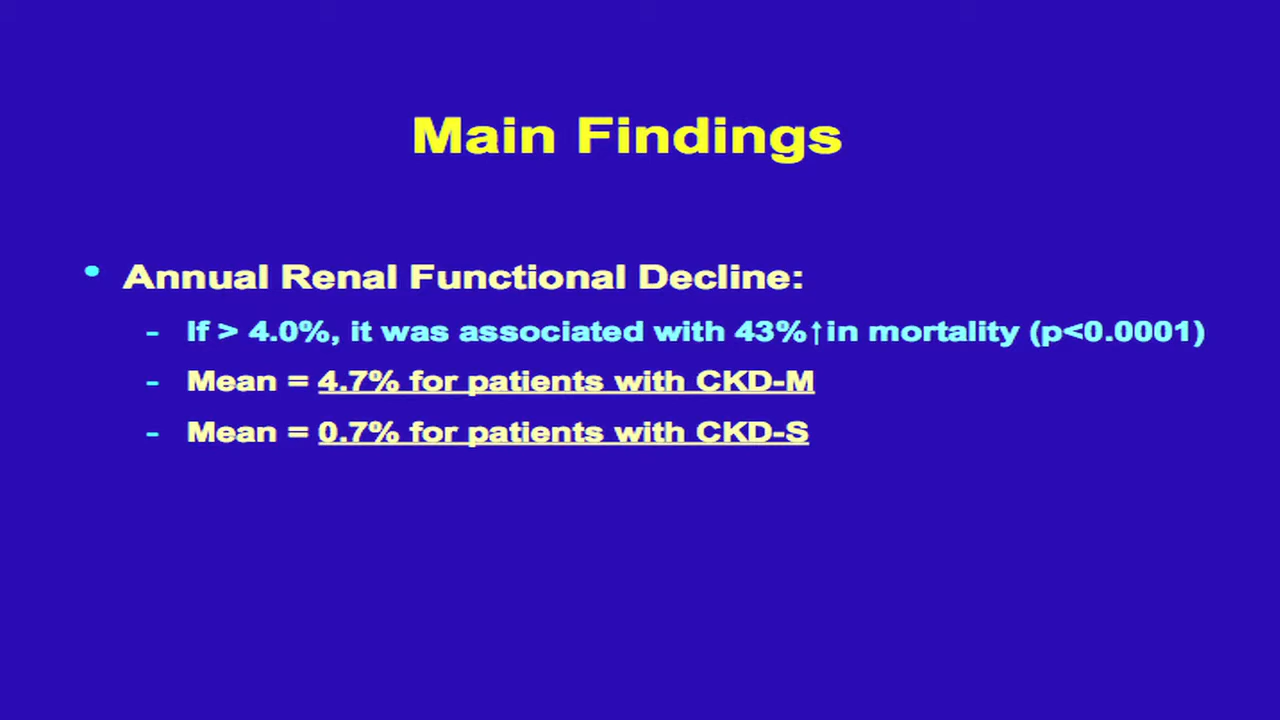 Main Findings
• Annual Renal Functional Decline:
- If > 4.0%, it was associated with 43%↑in mortality (p<0.0001)
- Mean = 4.7% for patients with CKD-M
- Mean = 0.7% for patients with CKD-S